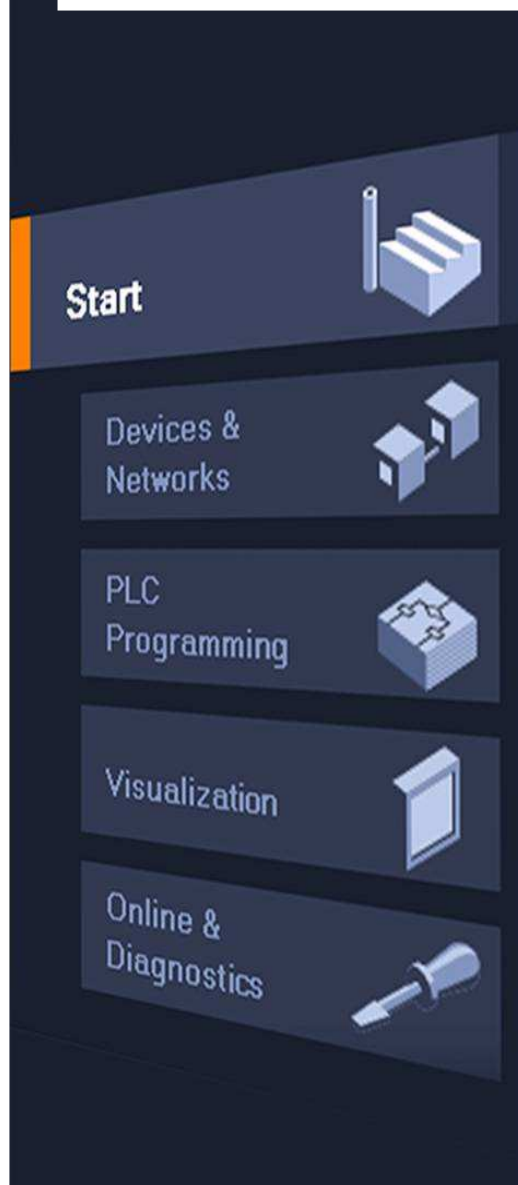 Start
Devices &
Networks
PLC
Programming
Visualization
Online &
Diagnostics